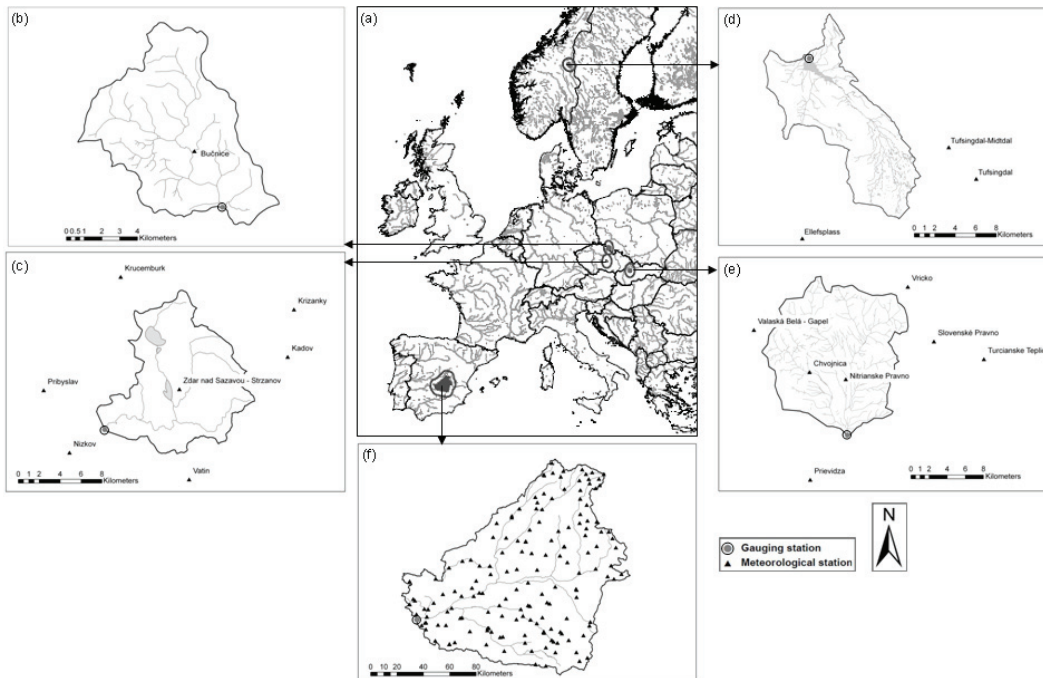 (b)
Bučnice
0 0.5 1 2 3 4
Kilometers
(a)
(d)
Tufsingdal-Midtdal
Tufsingdal
Ellefsplass
0 1 2 4 6 8
Kilometers
(c)
Krucemburk
Krizanky
Kadov
Pribyslav
Zdar nad Sazavou - Strzanov
Nizkov
Vatin
0 1 2 4 6 8
Kilometers
(e)
Vricko
Valaská Belá - Gapel
Slovenské Pravno
Turcianske Teplic
Chvojnica
Nitrianske Pravno
Prievidza
0 1 2 4 6 8
Kilometers
(f)
0 10 20 40 60 80
Kilometers
N
Gauging station
Meteorological station